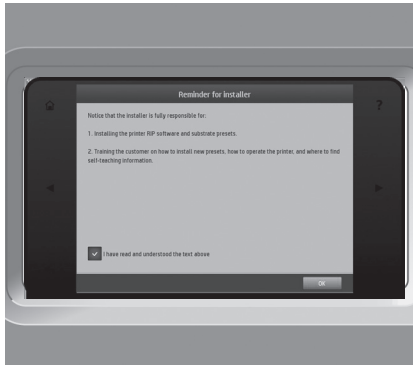 Reminder for installer
?
Notice that the installer is fully responsible for:
1. Installing the printer RIP software and substrate presets.
2. Training the customer on how to install new presets, how to operate the printer, and where to find
self-teaching information.
I have read and understood the text above
OK